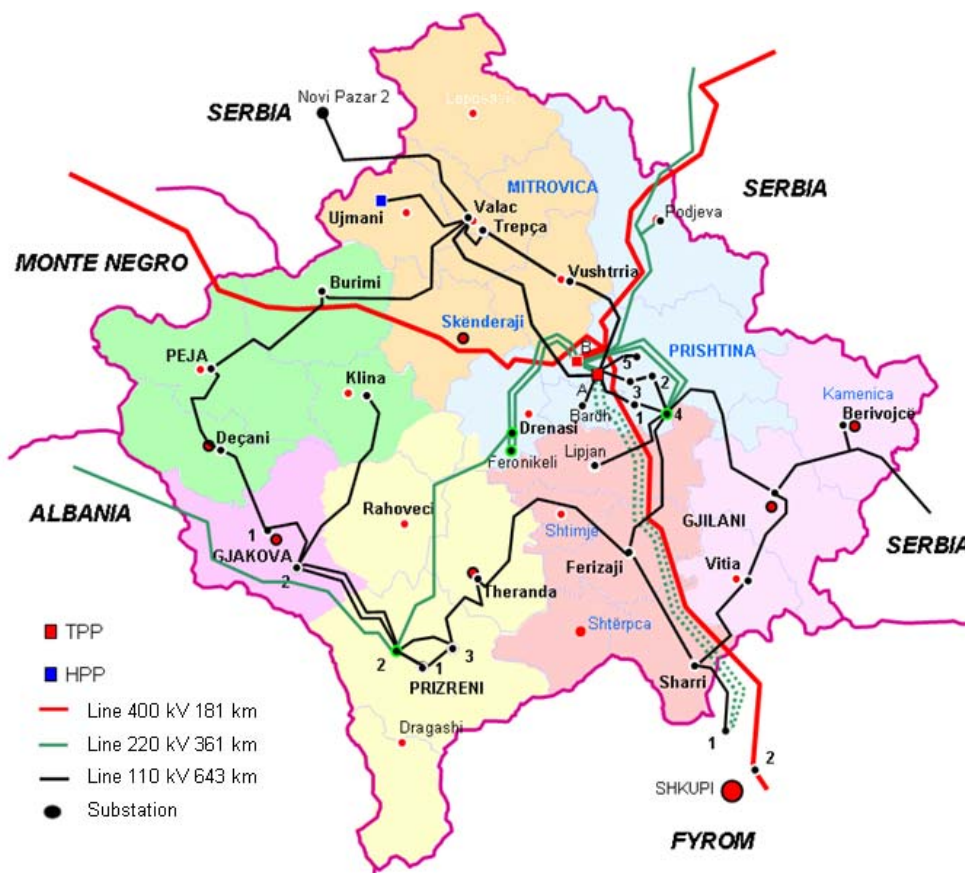 Novi Pazar 2
Leposaviq
SERBIA
MITROVICA
SERBIA
Ujmani
Valac
Trepça
Podjeva
MONTE NEGRO
Burimi
Vushtrria
Skënderaji
B
PRISHTINA
PEJA
Klina
5
2
3
A
1
4
Kamenica
Bardh
Berivojcë
Deçani
Drenasi
Feronikeli
Lipjan
ALBANIA
Rahoveci
Shtimje
GJILANI
1
GJAKOVA
2
Ferizaji
Vitia
SERBIA
Theranda
Shtërpca
TPP
2
1
3
HPP
PRIZRENI
Sharri
Line 400 kV 181 km
Dragashi
Line 220 kV 361 km
1
Line 110 kV 643 km
2
SHKUPI
Substation
FYROM